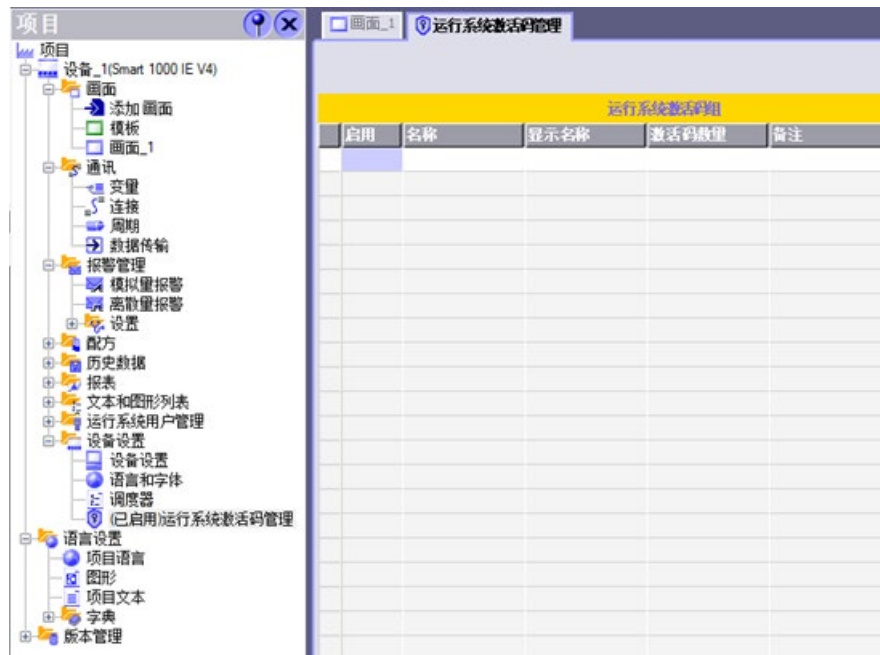 项目
项目
设备_1(Smart 1000 IE V4)
画面
添加 画面
模板
画面_1
通讯
变量
连接
周期
数据传输
报警管理
模拟量报警
离散量报警
设置
配方
历史数据
报表
文本和图形列表
运行系统用户管理
设备设置
设备设置
语言和字体
调度器
(已启用)运行系统激活码管理
语言设置
项目语言
图形
项目文本
字典
版本管理
画面_1
运行系统激活码管理
运行系统激活码组
启用 名称 显示名称 激活码数量 备注